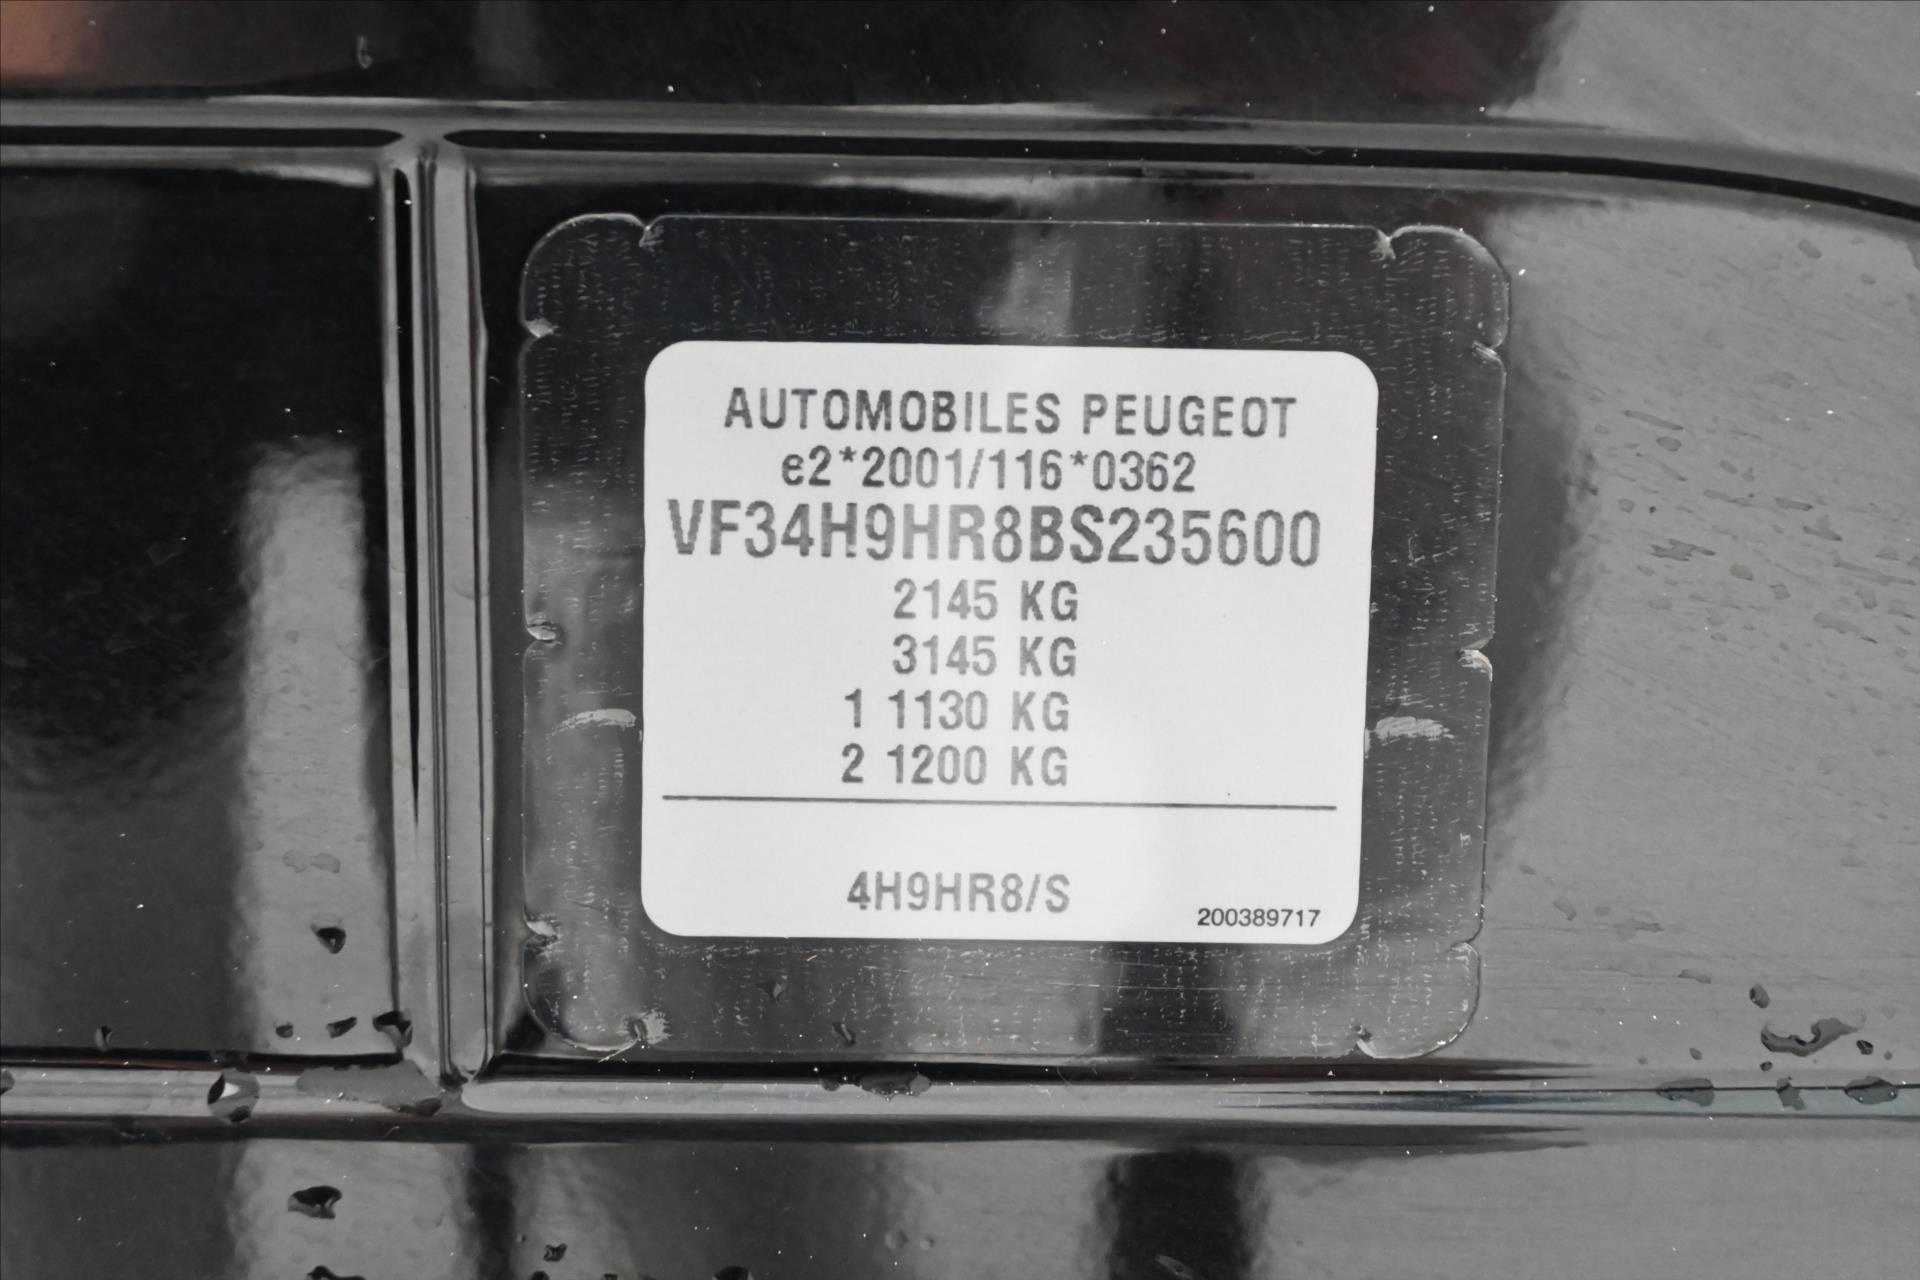 AUTOMOBILES PEUGEOT
e2*2001/116*0362
VF34H9HR8BS235600
2145 KG
3145 KG
1 1130 KG
2 1200 KG
4H9HR8/S
200389717